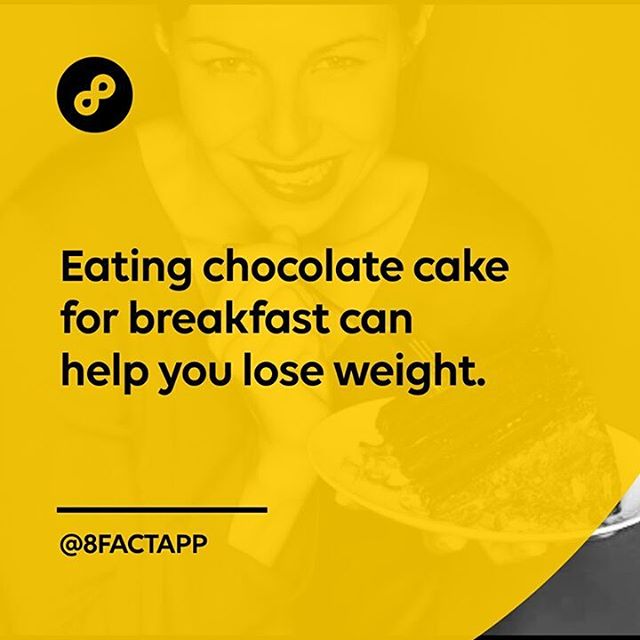 Eating chocolate cake
for breakfast can
help you lose weight.
@8FACTAPP